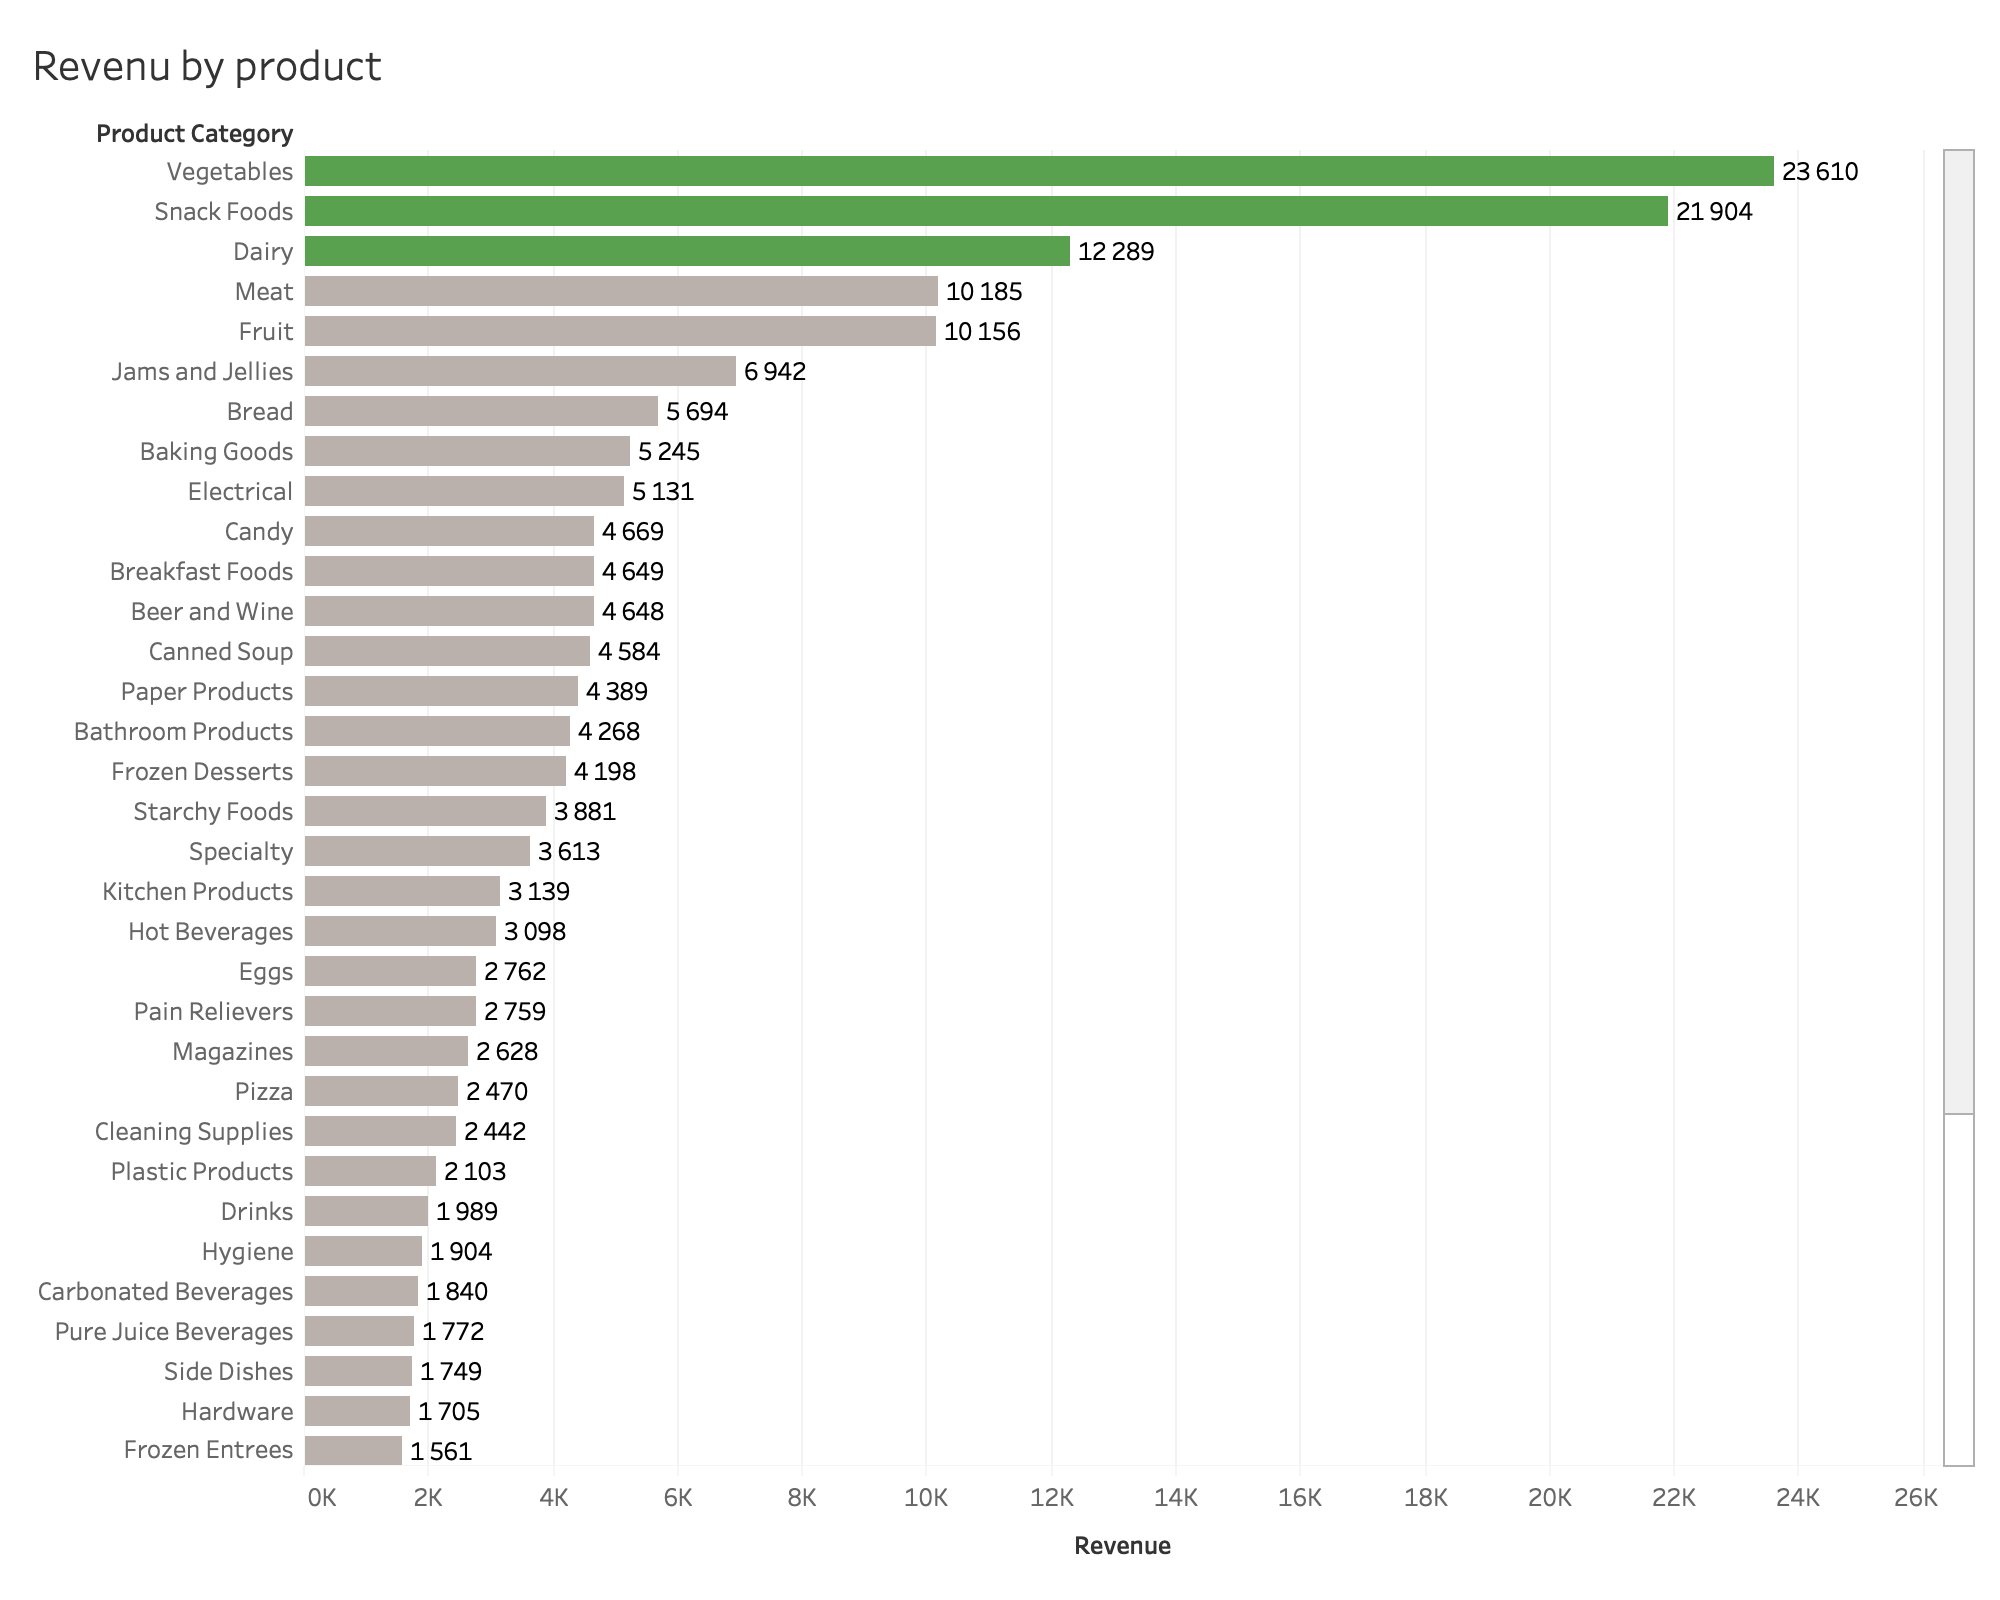 Revenu by product
Product Category
Vegetables 23 610
Snack Foods 21 904
Dairy 12 289
Meat 10 185
Fruit 10 156
Jams and Jellies 6 942
Bread 5 694
Baking Goods 5 245
Electrical 5 131
Candy 4 669
Breakfast Foods 4 649
Beer and Wine 4 648
Canned Soup 4 584
Paper Products 4 389
Bathroom Products 4 268
Frozen Desserts 4 198
Starchy Foods 3 881
Specialty 3 613
Kitchen Products 3 139
Hot Beverages 3 098
Eggs 2 762
Pain Relievers 2 759
Magazines 2 628
Pizza 2 470
Cleaning Supplies 2 442
Plastic Products 2 103
Drinks 1 989
Hygiene 1 904
Carbonated Beverages 1 840
Pure Juice Beverages 1 772
Side Dishes 1 749
Hardware 1 705
Frozen Entrees 1 561
0K 2K 4K 6K 8K 10K 12K 14K 16K 18K 20K 22K 24K 26K
Revenue